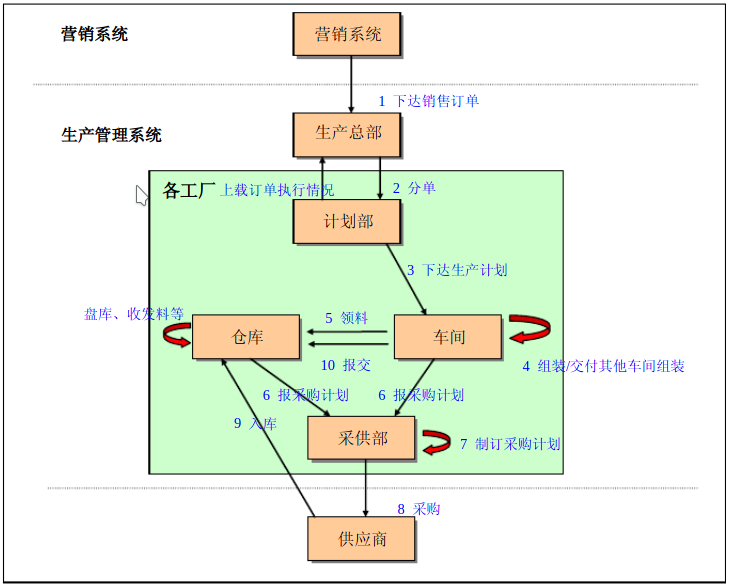 营销系统
营销系统
1 下达销售订单
生产管理系统
生产总部
各工厂
上载订单执行情况
2 分单
计划部
3 下达生产计划
盘库、收发料等
5 领料
仓库
车间
10 报交
4 组装/交付其他车间组装
6 报采购计划
6 报采购计划
9 入库
采供部
7 制订采购计划
8 采购
供应商